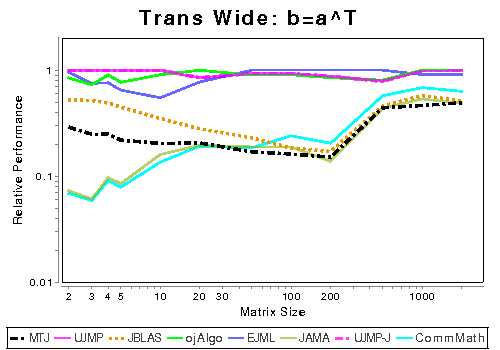 Trans Wide: b=a^T
1
0.1
0.01
Relative Performance
2 3 4 5 10 20 30 100 200 1000
Matrix Size
MTJ UJMP JBLAS ojAlgo EJML JAMA UJMP-J CommMath